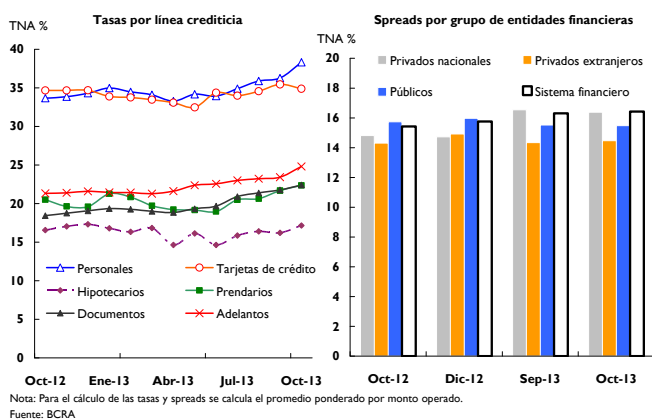 Tasas por línea crediticia
TNA %
40
35
30
25
20
15
10
5
0
Personales
Tarjetas de crédito
Hipotecarios
Prendarios
Documentos
Adelantos
Oct-12
Ene-13
Abr-13
Jul-13
Oct-13
Spreads por grupo de entidades financieras
TNA %
20
18
16
14
12
10
8
6
4
2
0
Privados nacionales
Privados extranjeros
Públicos
Sistema financiero
Oct-12
Dic-12
Sep-13
Oct-13
Nota: Para el cálculo de las tasas y spreads se calcula el promedio ponderado por monto operado.
Fuente: BCRA